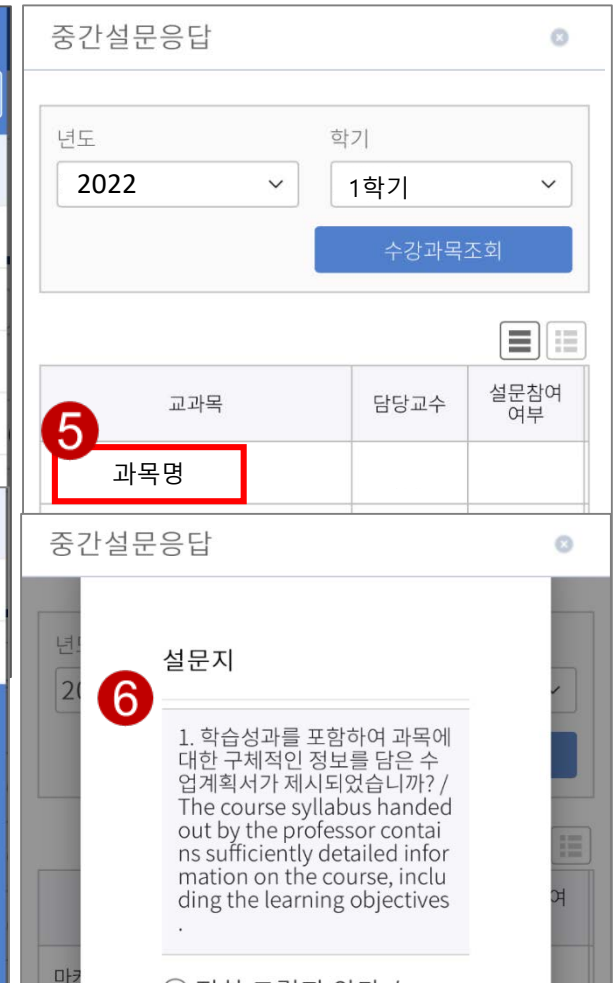 중간설문응답
년도 학기
2022 1학기
수강과목조회
교과목 담당교수 설문참여
여부
5
과목명
중간설문응답
설문지
6
1. 학습성과를 포함하여 과목에
대한 구체적인 정보를 담은 수
업계획서가 제시되었습니까? /
The course syllabus handed
out by the professor contai
ns sufficiently detailed infor
mation on the course, inclu
ding the learning objectives
.